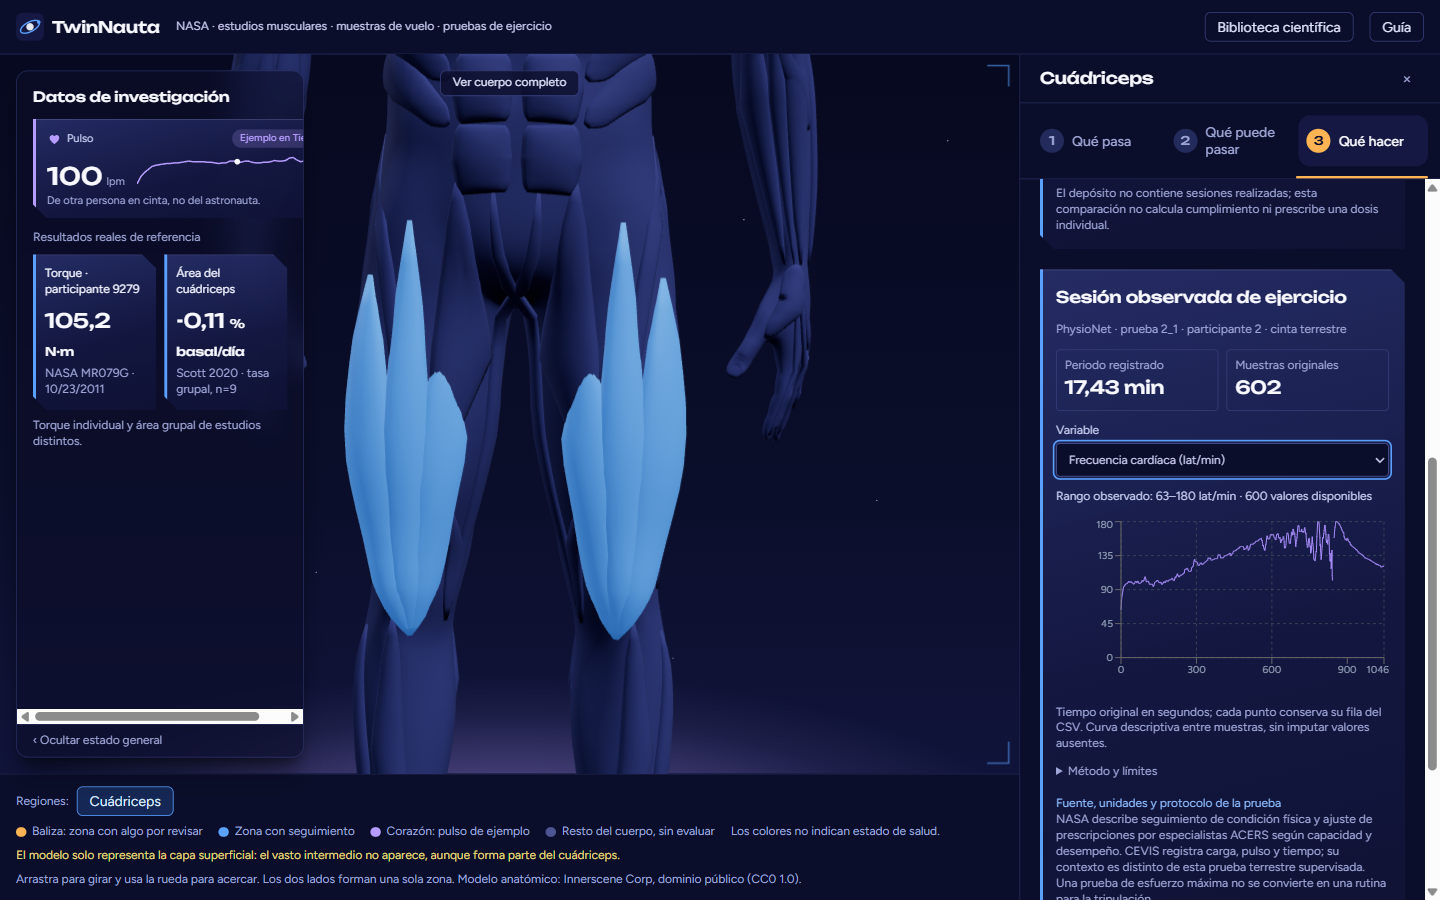 TwinNauta
NASA · estudios musculares · muestras de vuelo · pruebas de ejercicio
Biblioteca científica
Guía
Datos de investigación
Pulso
Ejemplo en Tie
100 lpm
De otra persona en cinta, no del astronauta.
Resultados reales de referencia
Torque ·
participante 9279
105,2
N·m
NASA MR079G ·
10/23/2011
Área del
cuádriceps
-0,11 %
basal/día
Scott 2020 · tasa
grupal, n=9
Torque individual y área grupal de estudios
distintos.
‹ Ocultar estado general
Ver cuerpo completo
Regiones:
Cuádriceps
Baliza: zona con algo por revisar
Zona con seguimiento
Corazón: pulso de ejemplo
Resto del cuerpo, sin evaluar
Los colores no indican estado de salud.
El modelo solo representa la capa superficial: el vasto intermedio no aparece, aunque forma parte del cuádriceps.
Arrastra para girar y usa la rueda para acercar. Los dos lados forman una sola zona. Modelo anatómico: Innerscene Corp, dominio público (CC0 1.0).
Cuádriceps
×
1 Qué pasa
2 Qué puede
pasar
3 Qué hacer
El depósito no contiene sesiones realizadas; esta
comparación no calcula cumplimiento ni prescribe una dosis
individual.
Sesión observada de ejercicio
PhysioNet · prueba 2_1 · participante 2 · cinta terrestre
Periodo registrado
17,43 min
Muestras originales
602
Variable
Frecuencia cardíaca (lat/min)
Rango observado: 63–180 lat/min · 600 valores disponibles
180
135
90
45
0
0 300 600 900 1046
Tiempo original en segundos; cada punto conserva su fila del
CSV. Curva descriptiva entre muestras, sin imputar valores
ausentes.
Método y límites
Fuente, unidades y protocolo de la prueba
NASA describe seguimiento de condición física y ajuste de
prescripciones por especialistas ACERS según capacidad y
desempeño. CEVIS registra carga, pulso y tiempo; su
contexto es distinto de esta prueba terrestre supervisada.
Una prueba de esfuerzo máxima no se convierte en una rutina
para la tripulación.